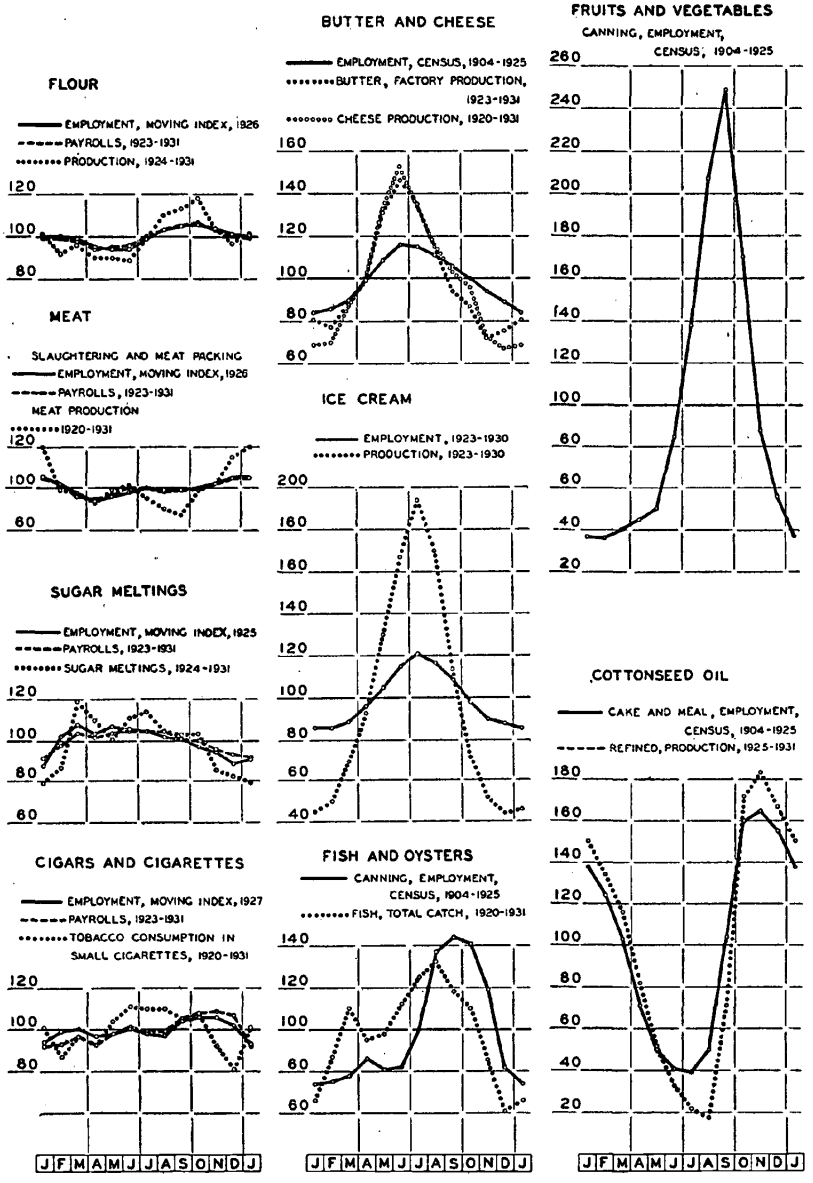 FLOUR
EMPLOYMENT, MOVING INDEX, 1926
PAYROLLS, 1923-1931
PRODUCTION, 1924-1931
120
100
80
MEAT
SLAUGHTERING AND MEAT PACKING
EMPLOYMENT, MOVING INDEX, 1926
PAYROLLS, 1923-1931
MEAT PRODUCTION
1920-1931
120
100
60
SUGAR MELTINGS
EMPLOYMENT, MOVING INDEX, 1925
PAYROLLS, 1923-1931
SUGAR MELTINGS, 1924-1931
120
100
80
60
CIGARS AND CIGARETTES
EMPLOYMENT, MOVING INDEX, 1927
PAYROLLS, 1923-1931
TOBACCO CONSUMPTION IN
SMALL CIGARETTES, 1920-1931
120
100
80
J F M A M J J A S O N D J
BUTTER AND CHEESE
EMPLOYMENT, CENSUS, 1904-1925
BUTTER, FACTORY PRODUCTION,
1923-1931
CHEESE PRODUCTION, 1920-1931
160
140
120
100
80
60
ICE CREAM
EMPLOYMENT, 1923-1930
PRODUCTION, 1923-1930
200
160
160
140
120
100
80
60
40
FISH AND OYSTERS
CANNING, EMPLOYMENT,
CENSUS, 1904-1925
FISH, TOTAL CATCH, 1920-1931
140
120
100
80
60
J F M A M J J A S O N D J
FRUITS AND VEGETABLES
CANNING, EMPLOYMENT,
CENSUS, 1904-1925
260
240
220
200
180
160
140
120
100
80
60
40
20
COTTONSEED OIL
CAKE AND MEAL, EMPLOYMENT,
CENSUS, 1904-1925
REFINED, PRODUCTION, 1925-1931
180
160
140
120
100
80
60
40
20
J F M A M J J A S O N D J